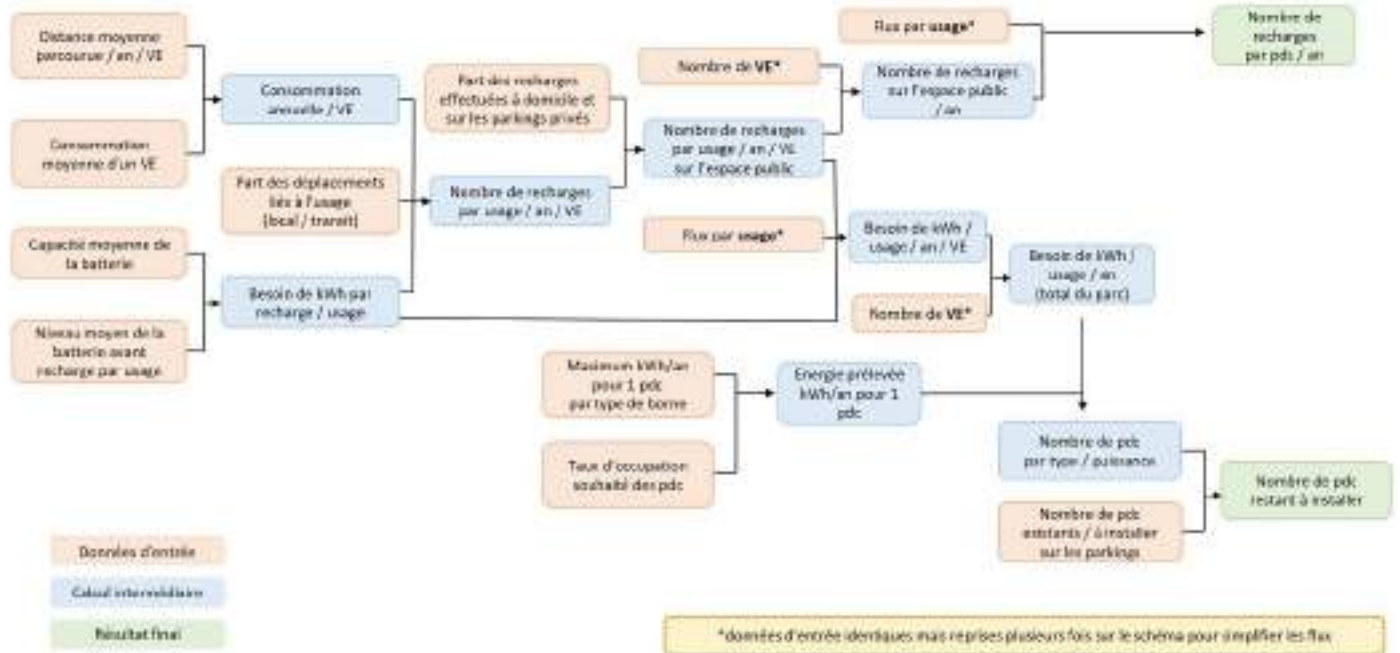 Distance moyenne
parcourue / an / VE
Consommation
moyenne d'un VE
Capacité moyenne de
la batterie
Niveau moyen de la
batterie avant
recharge par usage
Consommation
annuelle / VE
Part des déplacements
liés à l'usage
(local / transit)
Besoin de kWh par
recharge / usage
Part des recharges
effectuées à domicile et
sur les parkings privés
Nombre de recharges
par usage / an / VE
Nombre de VE*
Nombre de recharges
par usage / an / VE
sur l'espace public
Flux par usage*
Flux par usage*
Nombre de recharges
sur l'espace public
/ an
Nombre de
recharges
par pdc / an
Besoin de kWh /
usage / an / VE
Nombre de VE*
Besoin de kWh /
usage / an
(total du parc)
Maximum kWh/an
pour 1 pdc
par type de borne
Taux d'occupation
souhaité des pdc
Energie prélevée
kWh/an pour 1
pdc
Nombre de pdc
par type / puissance
Nombre de pdc
existants / à installer
sur les parkings
Nombre de pdc
restant à installer
Données d'entrée
Calcul intermédiaire
Résultat final
*données d'entrée identiques mais reprises plusieurs fois sur le schéma pour simplifier les flux